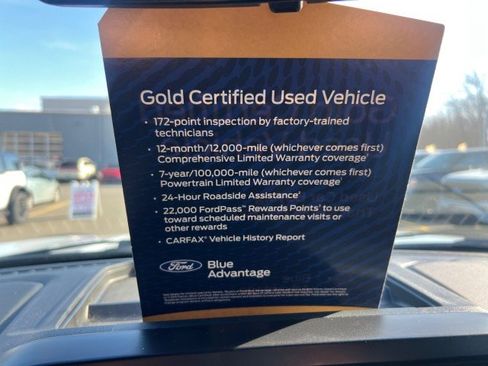 Gold Certified Used Vehicle
• 172-point inspection by factory-trained
technicians
• 12-month/12,000-mile (whichever comes first)
Comprehensive Limited Warranty coverage
• 7-year/100,000-mile (whichever comes first)
Powertrain Limited Warranty coverage
• 24-Hour Roadside Assistance
• 22,000 FordPass Rewards Points to use
toward scheduled maintenance visits or
other rewards
• CARFAX Vehicle History Report
Ford Blue
Advantage